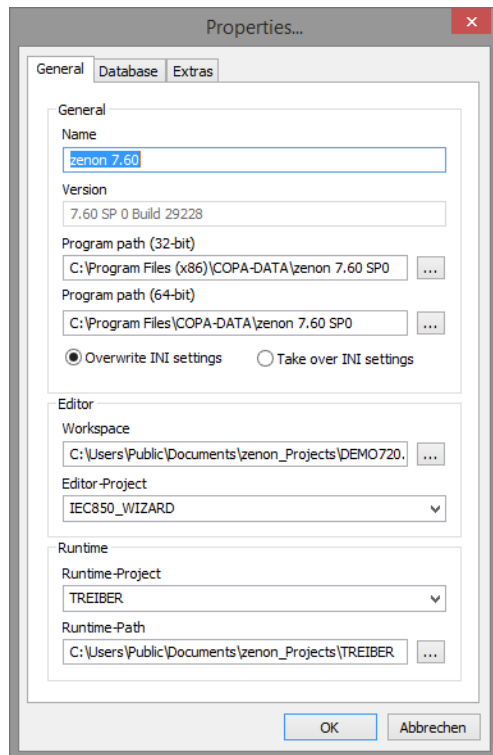 Properties...
General Database Extras
General
Name
zenon 7.60
Version
7.60 SP 0 Build 29228
Program path (32-bit)
C:\Program Files (x86)\COPA-DATA\zenon 7.60 SP0 ...
Program path (64-bit)
C:\Program Files\COPA-DATA\zenon 7.60 SP0 ...
Overwrite INI settings Take over INI settings
Editor
Workspace
C:\Users\Public\Documents\zenon_Projects\DEMO720. ...
Editor-Project
IEC850_WIZARD
Runtime
Runtime-Project
TREIBER
Runtime-Path
C:\Users\Public\Documents\zenon_Projects\TREIBER ...
OK Abbrechen